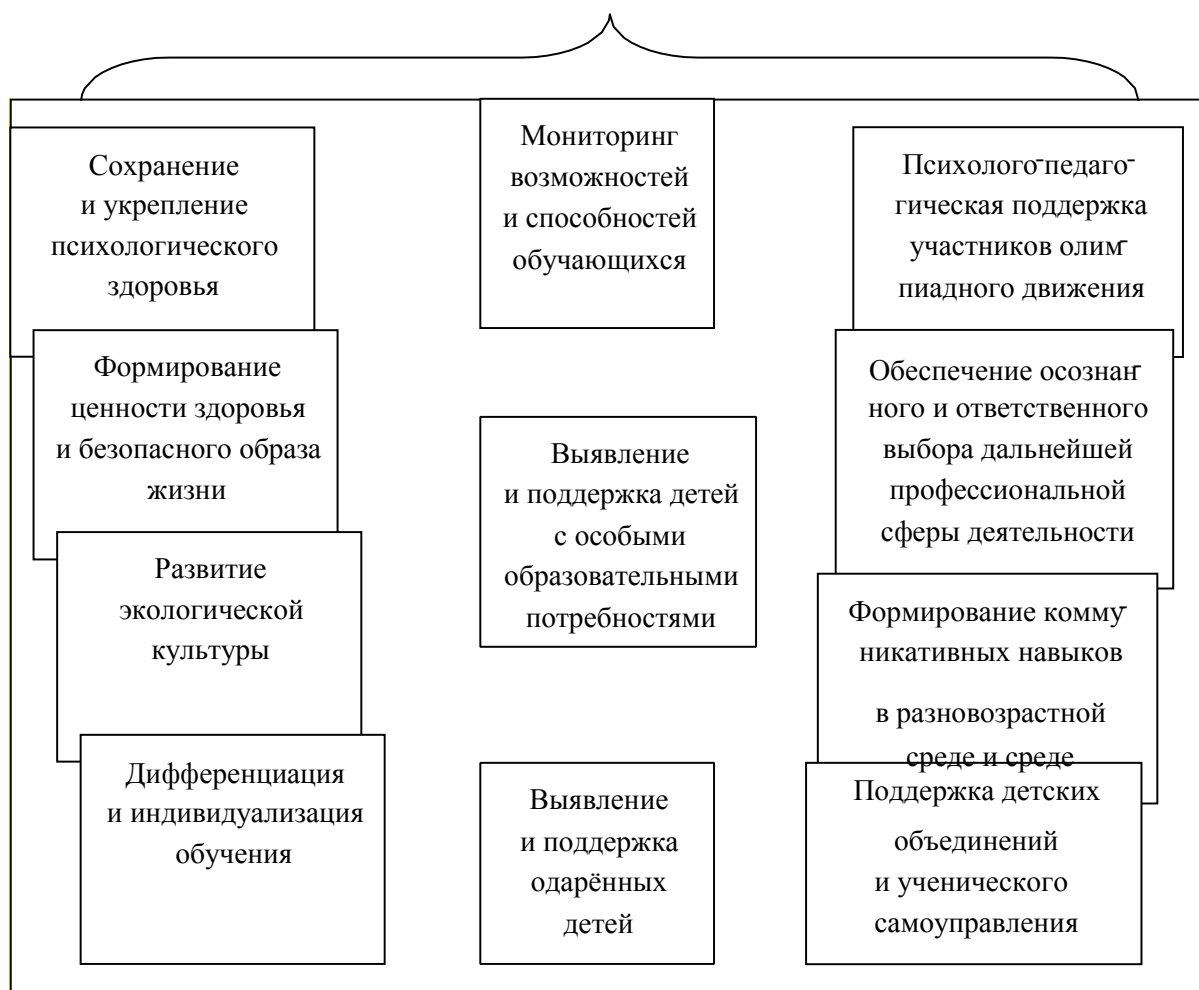 Сохранение
и укрепление
психологического
здоровья
Формирование
ценности здоровья
и безопасного образа
жизни
Развитие
экологической
культуры
Дифференциация
и индивидуализация
обучения
Мониторинг
возможностей
и способностей
обучающихся
Выявление
и поддержка детей
с особыми
образовательными
потребностями
Выявление
и поддержка
одарённых
детей
Психолого-педаго-
гическая поддержка
участников олим-
пиадного движения
Обеспечение осознан-
ного и ответственного
выбора дальнейшей
профессиональной
сферы деятельности
Формирование комму-
никативных навыков
в разновозрастной
среде и среде
Поддержка детских
объединений
и ученического
самоуправления